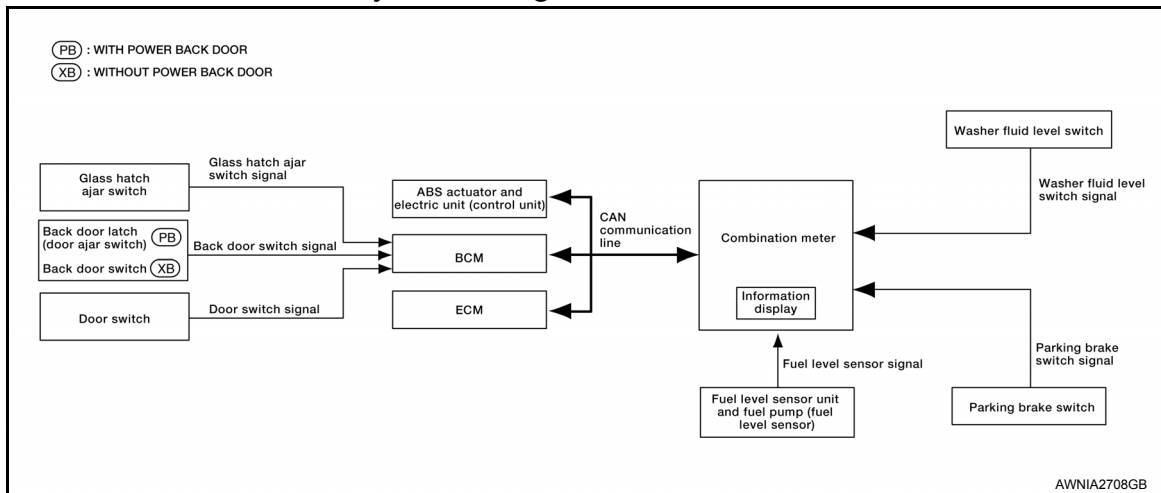 PB : WITH POWER BACK DOOR
XB : WITHOUT POWER BACK DOOR
Glass hatch
ajar switch
Glass hatch ajar
switch signal
Back door latch
(door ajar switch) PB
Back door switch XB
Back door switch signal
Door switch
Door switch signal
ABS actuator and
electric unit (control unit)
BCM
ECM
CAN
communication
line
Combination meter
Information
display
Washer fluid level switch
Washer fluid level
switch signal
Parking brake
switch signal
Parking brake switch
Fuel level sensor signal
Fuel level sensor unit
and fuel pump (fuel
level sensor)
AWNIA2708GB